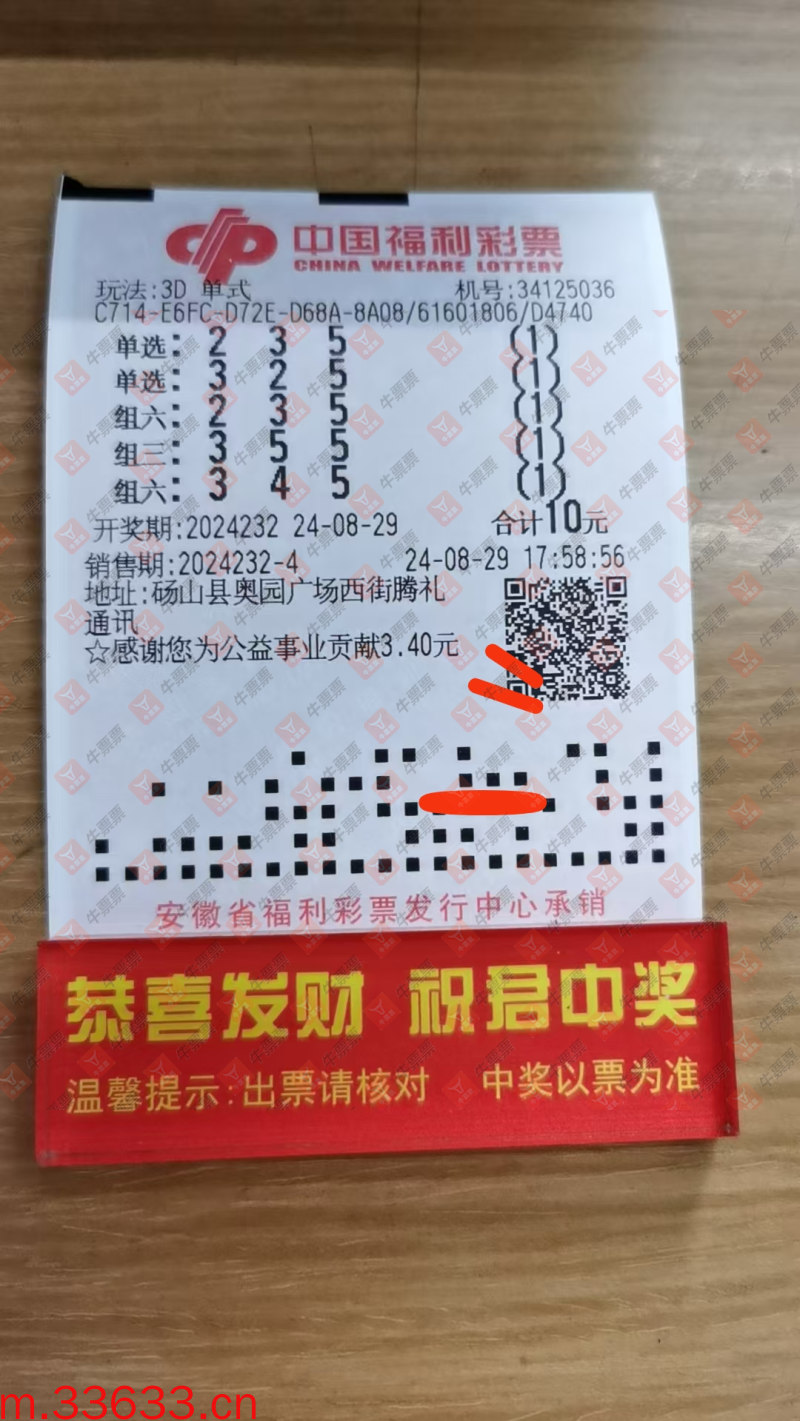 中国福利彩票
CHINA WELFARE LOTTERY
玩法:3D 单式 机号:34125036
C714-E6FC-D72E-D68A-8A08/61601806/D4740
单选: 2 3 5 (1)
单选: 3 2 5 (1)
组六: 2 3 5 (1)
组三: 3 5 5 (1)
组六: 3 4 5 (1)
开奖期:2024232 24-08-29 合计10元
销售期:2024232-4 24-08-29 17:58:56
地址:砀山县奥园广场西街腾礼
通讯
☆感谢您为公益事业贡献3.40元
安徽省福利彩票发行中心承销
恭喜发财 祝君中奖
温馨提示:出票请核对 中奖以票为准
牛票票
m.33633.cn